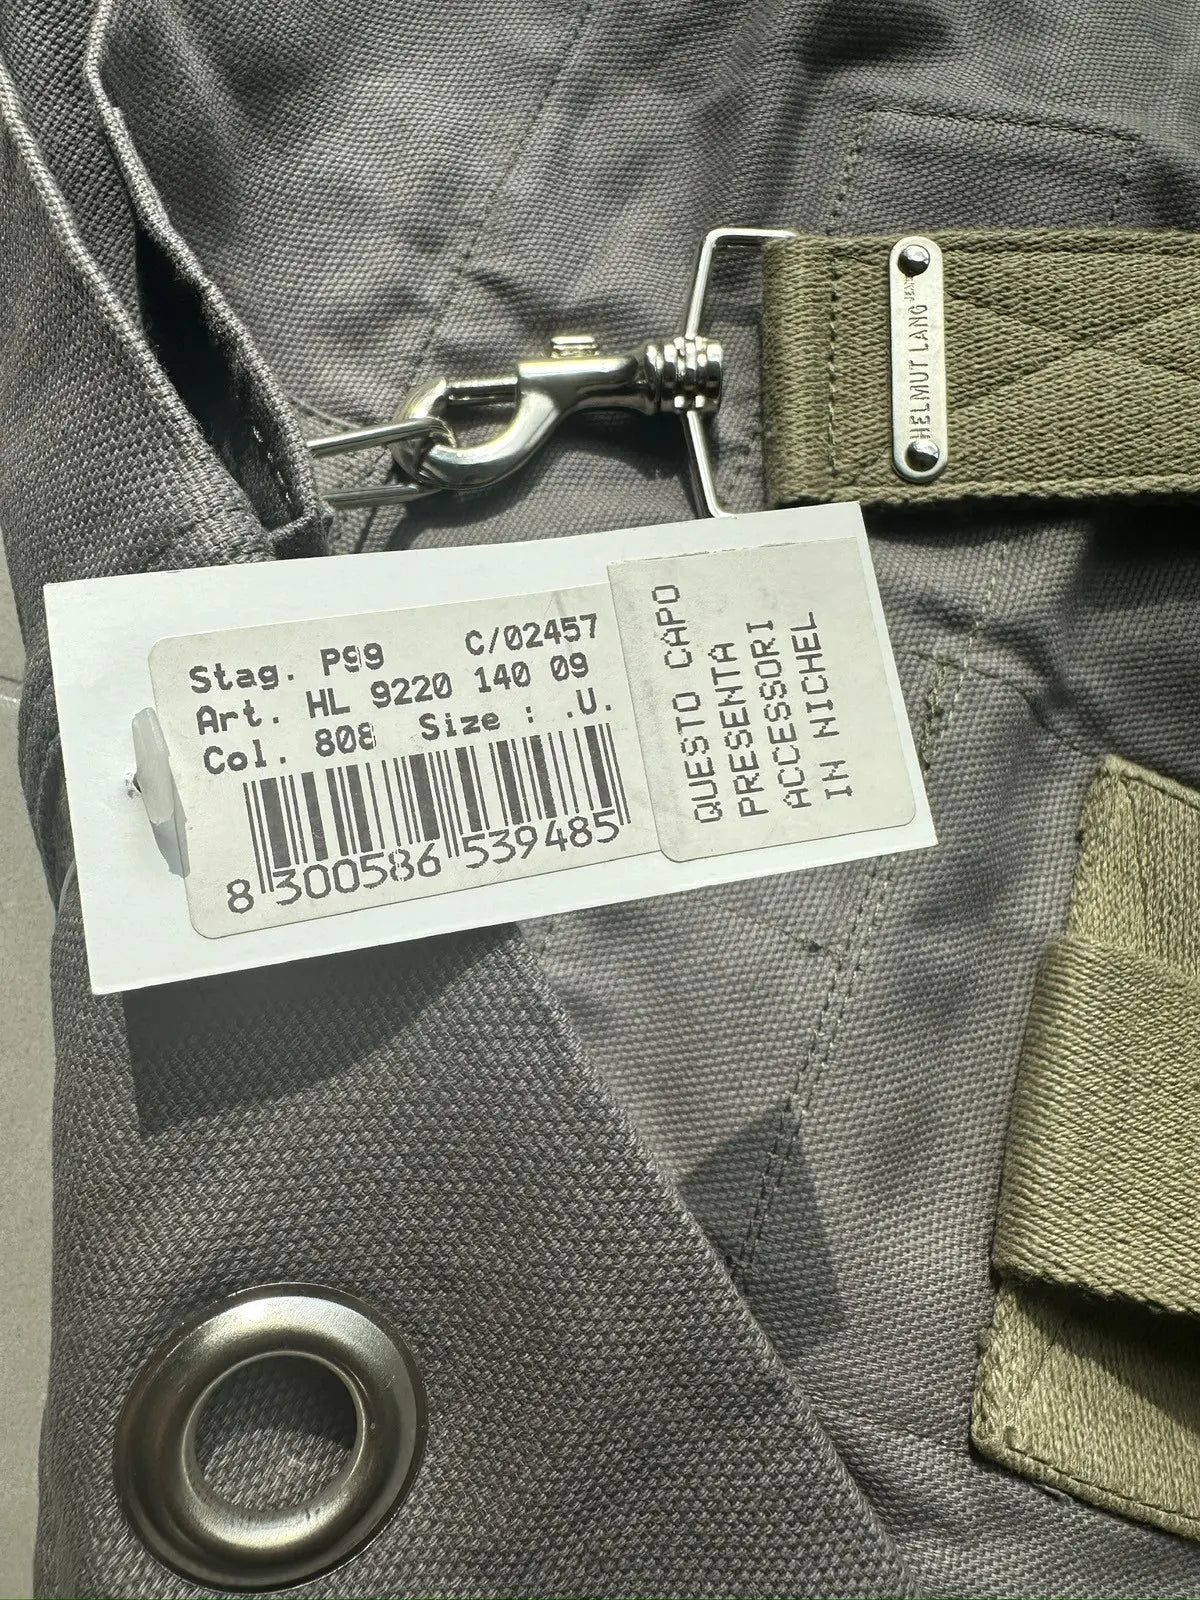 HELMUT LANG JEANS
Stag. P99 C/02457
Art. HL 9220 140 09
Col. 808 Size : .U.
8 300586 539485
QUESTO CAPO
PRESENTA
ACCESSORI
IN NICHEL